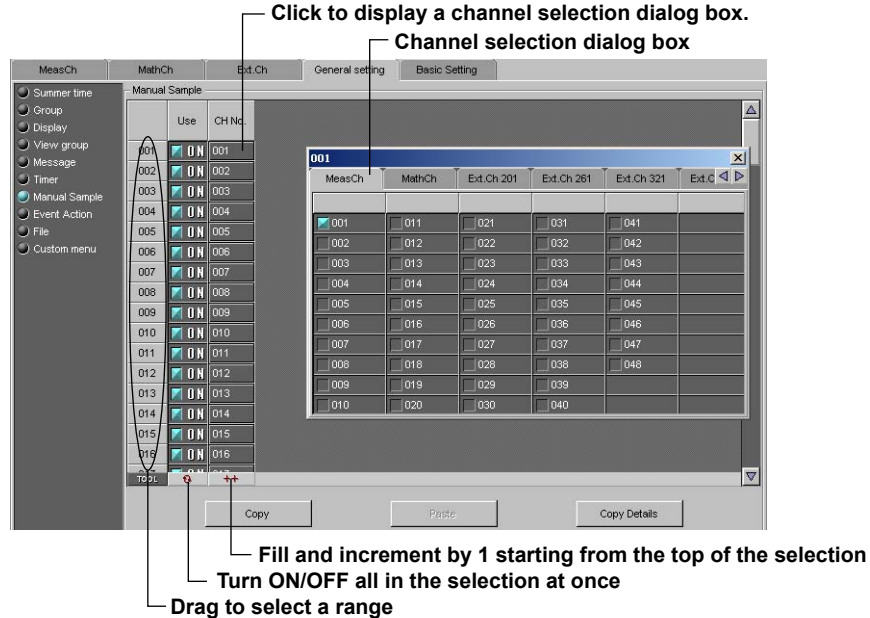 Click to display a channel selection dialog box.
Channel selection dialog box
MeasCh MathCh Ext.Ch General setting Basic Setting
Summer time
Group
Display
View group
Message
Timer
Manual Sample
Event Action
File
Custom menu
Manual Sample
Use CH No.
001 ON 001
002 ON 002
003 ON 003
004 ON 004
005 ON 005
006 ON 006
007 ON 007
008 ON 008
009 ON 009
010 ON 010
011 ON 011
012 ON 012
013 ON 013
014 ON 014
015 ON 015
016 ON 016
TOOL
001
MeasCh MathCh Ext.Ch 201 Ext.Ch 261 Ext.Ch 321 Ext.C
001 011 021 031 041
002 012 022 032 042
003 013 023 033 043
004 014 024 034 044
005 015 025 035 045
006 016 026 036 046
007 017 027 037 047
008 018 028 038 048
009 019 029 039
010 020 030 040
Copy Paste Copy Details
Fill and increment by 1 starting from the top of the selection
Turn ON/OFF all in the selection at once
Drag to select a range